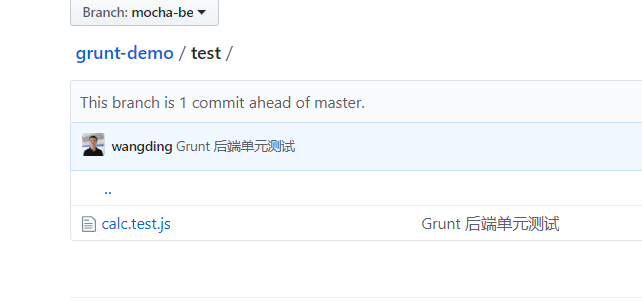 Branch: mocha-be
grunt-demo / test /
This branch is 1 commit ahead of master.
wangding Grunt 后端单元测试
..
calc.test.js Grunt 后端单元测试